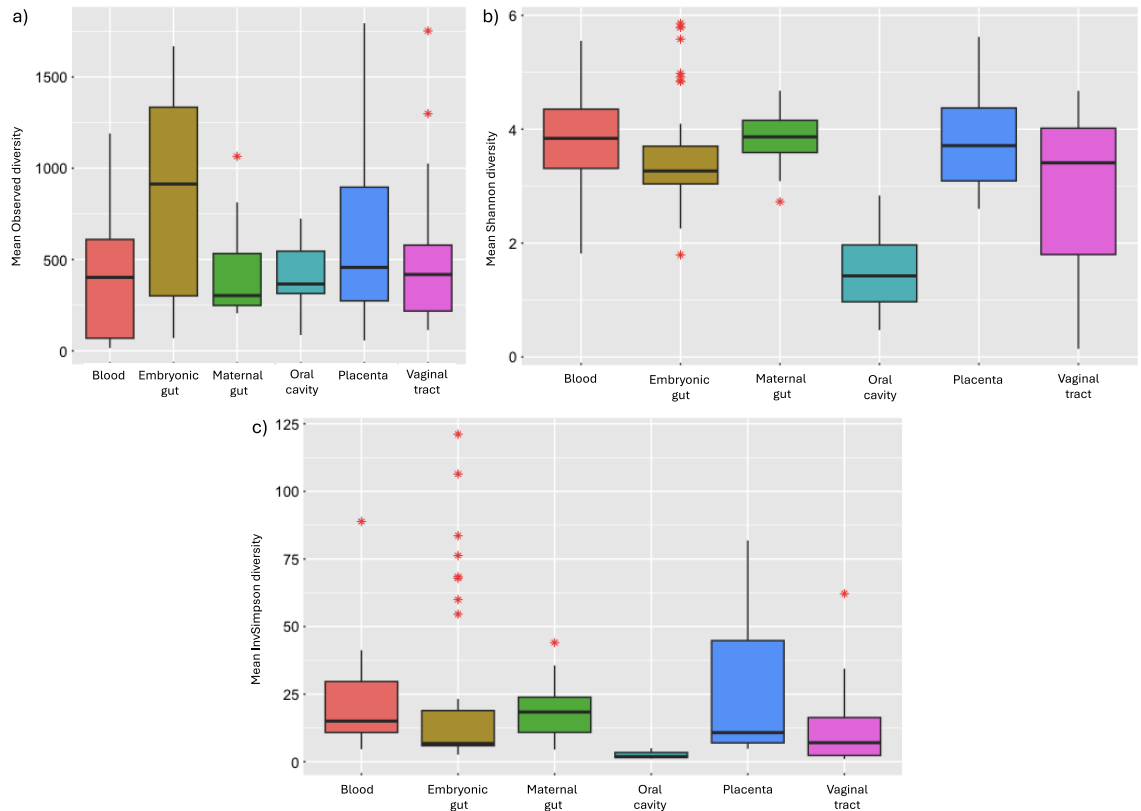 a)
Mean Observed diversity
1500
1000
500
0
Blood
Embryonic
gut
Maternal
gut
Oral
cavity
Placenta
Vaginal
tract
b)
Mean Shannon diversity
6
4
2
0
Blood
Embryonic
gut
Maternal
gut
Oral
cavity
Placenta
Vaginal
tract
c)
Mean InvSimpson diversity
125
100
75
50
25
0
Blood
Embryonic
gut
Maternal
gut
Oral
cavity
Placenta
Vaginal
tract